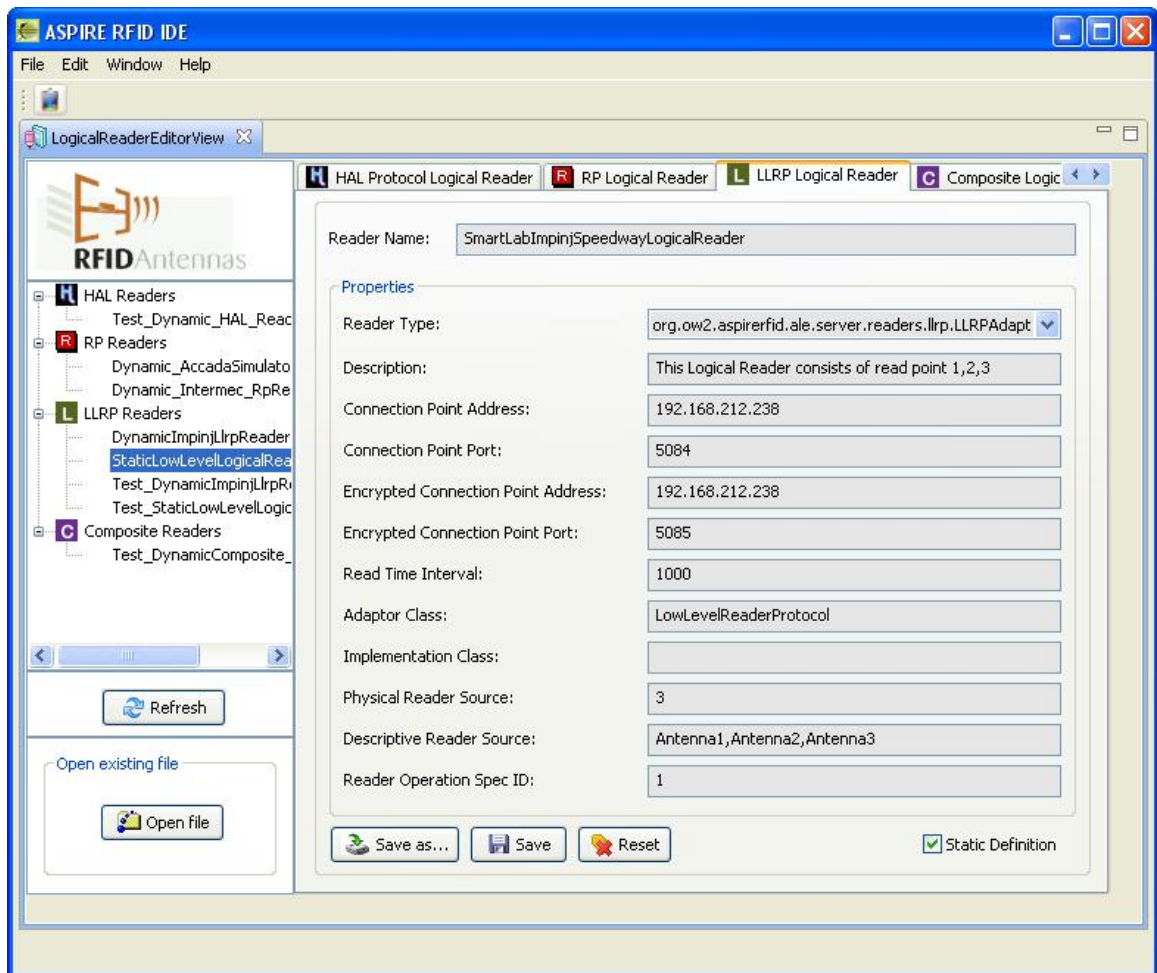 ASPIRE RFID IDE
File Edit Window Help
LogicalReaderEditorView
RFIDAntennas
HAL Readers
Test_Dynamic_HAL_Reac
RP Readers
Dynamic_AccadaSimulato
Dynamic_Intermec_RpRe
L LLRP Readers
DynamicImpinjLlrpReader
StaticLowLevelLogicalRea
Test_DynamicImpinjLlrpR
Test_StaticLowLevelLogic
C Composite Readers
Test_DynamicComposite_
Refresh
Open existing file
Open file
H HAL Protocol Logical Reader R RP Logical Reader L LLRP Logical Reader C Composite Logic
Reader Name: SmartLabImpinjSpeedwayLogicalReader
Properties
Reader Type: org.ow2.aspirerfid.ale.server.readers.llrp.LLRPAdapt
Description: This Logical Reader consists of read point 1,2,3
Connection Point Address: 192.168.212.238
Connection Point Port: 5084
Encrypted Connection Point Address: 192.168.212.238
Encrypted Connection Point Port: 5085
Read Time Interval: 1000
Adaptor Class: LowLevelReaderProtocol
Implementation Class:
Physical Reader Source: 3
Descriptive Reader Source: Antenna1,Antenna2,Antenna3
Reader Operation Spec ID: 1
Save as... Save Reset Static Definition